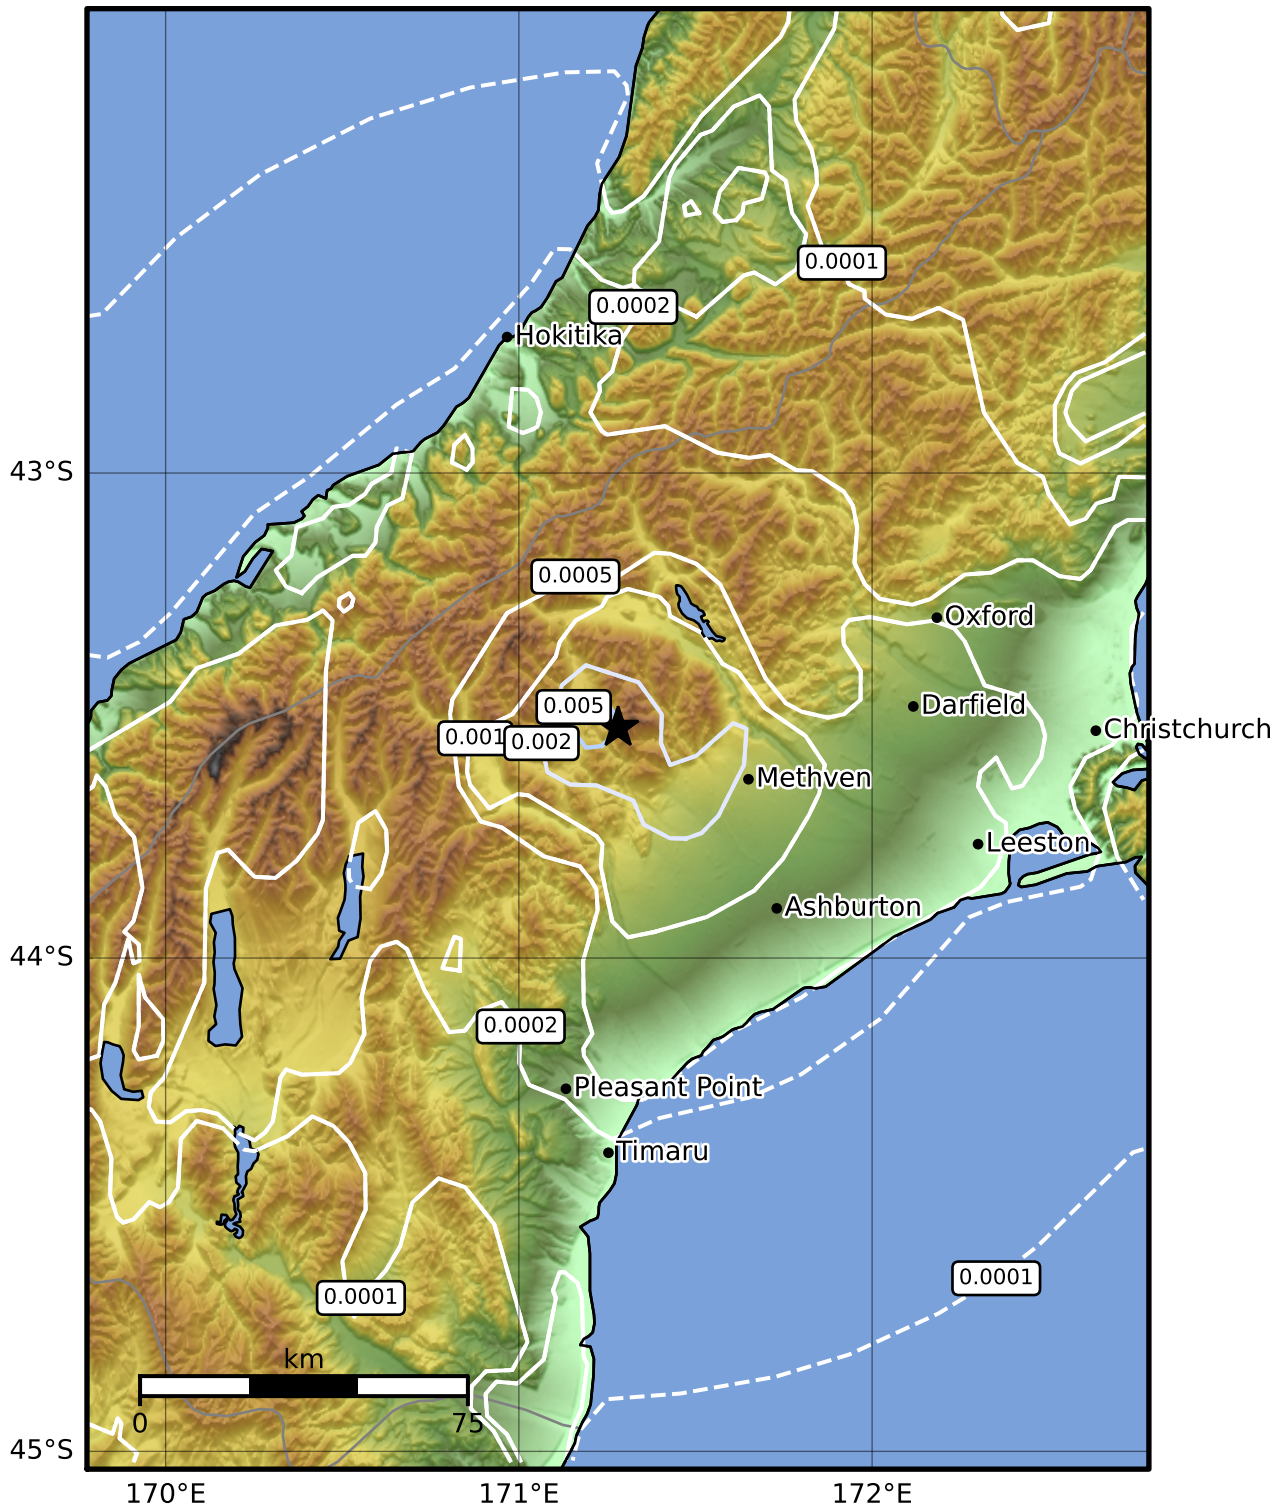 0.0001
0.0002
Hokitika
43°S
0.0005
Oxford
0.005
Darfield
Christchurch
0.001
0.002
Methven
Leeston
Ashburton
44°S
0.0002
Pleasant Point
Timaru
0.0001
0.0001
km
0
75
45°S
170°E
171°E
172°E